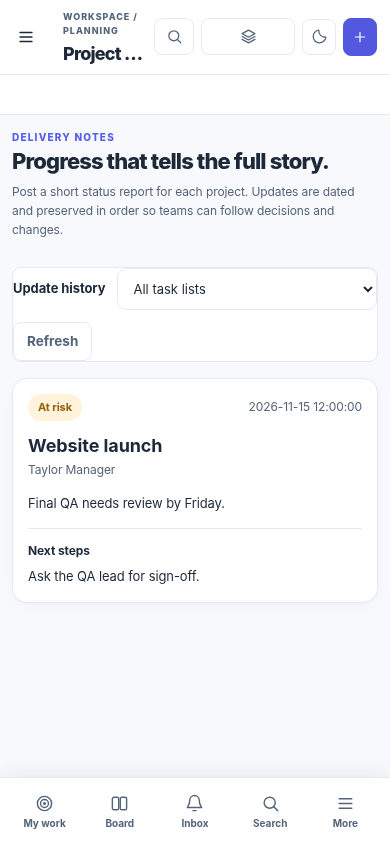 WORKSPACE /
PLANNING
Project ...
DELIVERY NOTES
Progress that tells the full story.
Post a short status report for each project. Updates are dated
and preserved in order so teams can follow decisions and
changes.
Update history
All task lists
Refresh
At risk
2026-11-15 12:00:00
Website launch
Taylor Manager
Final QA needs review by Friday.
Next steps
Ask the QA lead for sign-off.
My work
Board
Inbox
Search
More